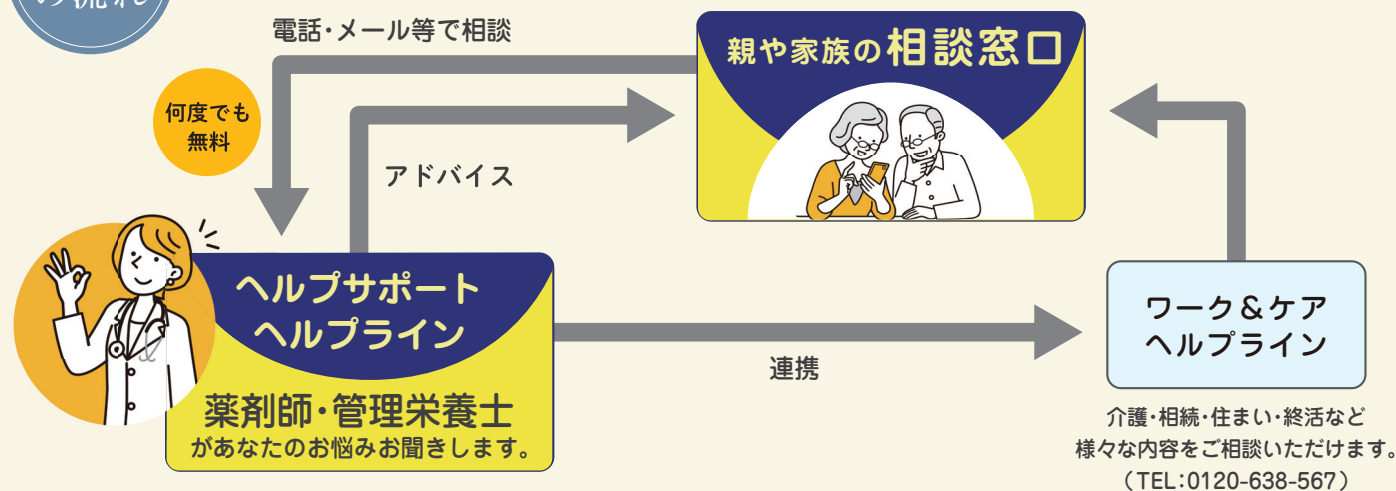 の流れ
電話・メール等で相談
何度でも
無料
アドバイス
親や家族の相談窓口
ヘルプサポート
ヘルプライン
薬剤師・管理栄養士
があなたのお悩みお聞きします。
連携
ワーク&ケア
ヘルプライン
介護・相続・住まい・終活など
様々な内容をご相談いただけます。
(TEL:0120-638-567)